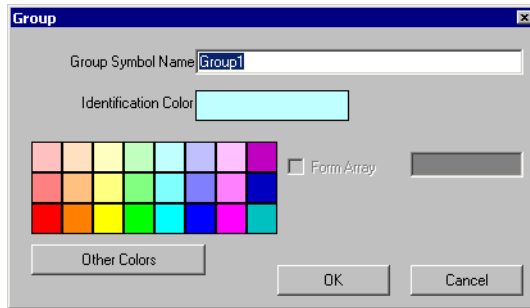 Group
Group Symbol Name Group1
Identification Color
Form Array
Other Colors
OK Cancel